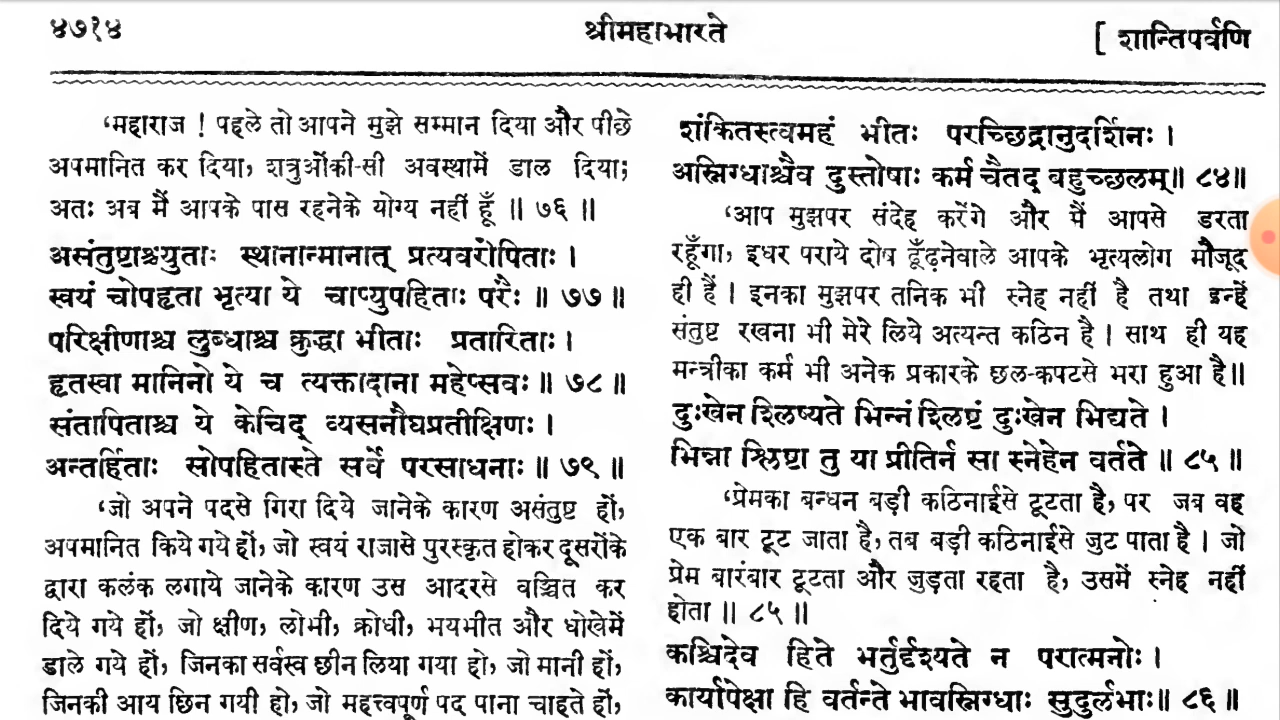 ४७१४ श्रीमहाभारते [ शान्तिपर्वणि
‘महाराज ! पहले तो आपने मुझे सम्मान दिया और पीछे
अपमानित कर दिया, शत्रुओंकी-सी अवस्थामें डाल दिया;
अतः अब मैं आपके पास रहनेके योग्य नहीं हूँ ॥ ७६ ॥
असंतुष्टाश्च्युताः स्थानान्मानात् प्रत्यवरोपिताः ।
स्वयं चोपहृता भृत्या ये चाप्युपहिताः परैः ॥ ७७ ॥
परिक्षीणाश्च लुब्धाश्च क्रुद्धा भीताः प्रतारिताः ।
हृतस्वा मानिनो ये च त्यक्तादाना महेप्सवः ॥ ७८ ॥
संतापिताश्च ये केचिद् व्यसनौघप्रतीक्षिणः ।
अन्तर्हिताः सोपहितास्ते सर्वे परसाधनाः ॥ ७९ ॥
‘जो अपने पदसे गिरा दिये जानेके कारण असंतुष्ट हों,
अपमानित किये गये हों, जो स्वयं राजासे पुरस्कृत होकर दूसरोंके
द्वारा कलंक लगाये जानेके कारण उस आदरसे वञ्चित कर
दिये गये हों, जो क्षीण, लोभी, क्रोधी, भयभीत और धोखेमें
डाले गये हों, जिनका सर्वस्व छीन लिया गया हो, जो मानी हों,
जिनकी आय छिन गयी हो, जो महत्त्वपूर्ण पद पाना चाहते हों,
शंकितस्त्वमहं भीतः परच्छिद्रानुदर्शिनः ।
अस्निग्धाश्चैव दुस्तोषाः कर्म चैतद् बहुच्छलम्॥ ८४॥
‘आप मुझपर संदेह करेंगे और मैं आपसे डरता
रहूँगा, इधर पराये दोष ढूँढ़नेवाले आपके भृत्यलोग मौजूद
ही हैं । इनका मुझपर तनिक भी स्नेह नहीं है तथा इन्हें
संतुष्ट रखना भी मेरे लिये अत्यन्त कठिन है । साथ ही यह
मन्त्रीका कर्म भी अनेक प्रकारके छल-कपटसे भरा हुआ है॥
दुःखेन श्लिष्यते भिन्नं श्लिष्टं दुःखेन भिद्यते ।
भिन्ना श्लिष्टा तु या प्रीतिर्न सा स्नेहेन वर्तते ॥ ८५ ॥
‘प्रेमका बन्धन बड़ी कठिनाईसे टूटता है, पर जब वह
एक बार टूट जाता है, तब बड़ी कठिनाईसे जुट पाता है । जो
प्रेम बारंबार टूटता और जुड़ता रहता है, उसमें स्नेह नहीं
होता ॥ ८५ ॥
कश्चिदेव हिते भर्तुर्दृश्यते न परात्मनोः ।
कार्यापेक्षा हि वर्तन्ते भावस्निग्धाः सुदुर्लभाः॥ ८६ ॥